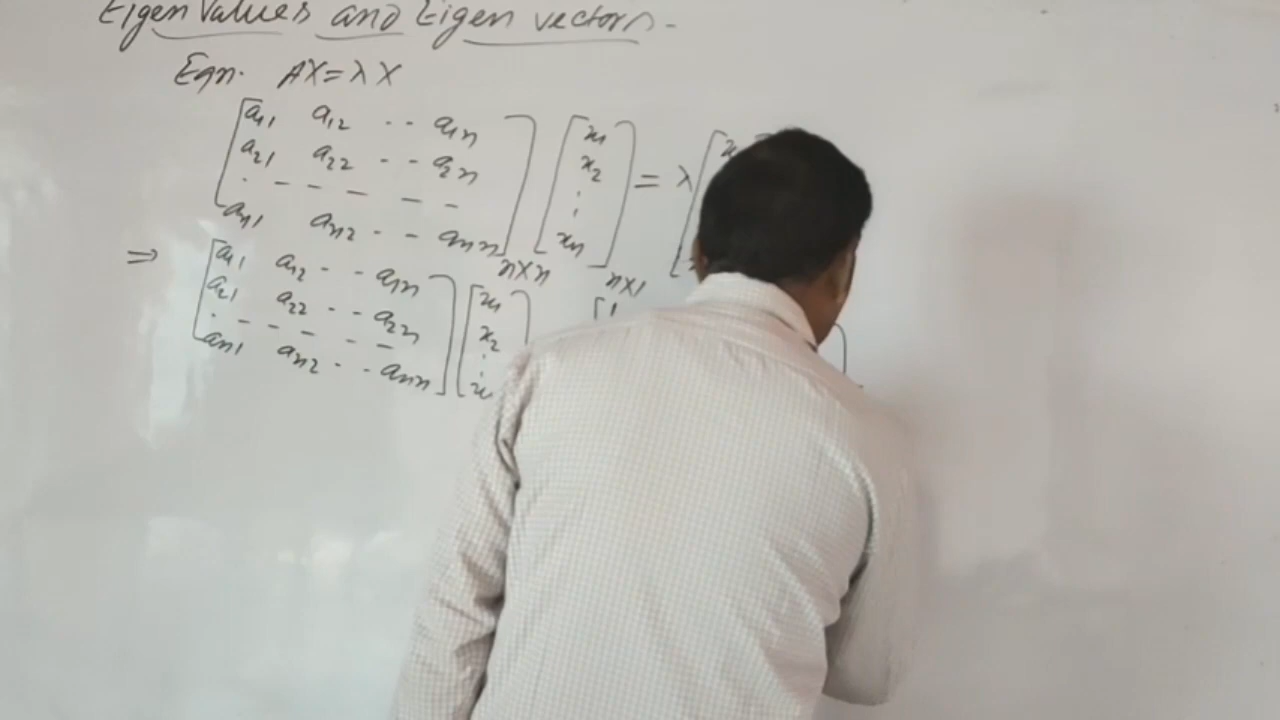 Eigen Values and Eigen vectors -
Eqn. AX = λ X
[a11 a12 .. a1n] [x1] = λ [x
[a21 a22 -- a2n] [x2]
. - - - - - :
an1 an2 .. ann] [xn]
n×n n×1
⇒ [a11 a12 .. a1n] [x1] [1
[a21 a22 .. a2n] [x2]
. - - - - - :
an1 an2 .. ann]